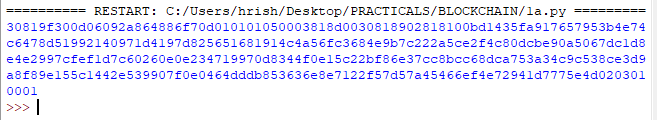 ========== RESTART: C:/Users/hrish/Desktop/PRACTICALS/BLOCKCHAIN/1a.py ==========
30819f300d06092a864886f70d010101050003818d0030818902818100bd1435fa917657953b4e74
c6478d51992140971d4197d825651681914c4a56fc3684e9b7c222a5ce2f4c80dcbe90a5067dc1d8
e4e2997cfef1d7c60260e0e234719970d8344f0e15c22bf86e37cc8bcc68dca753a34c9c538ce3d9
a8f89e155c1442e539907f0e0464dddb853636e8e7122f57d57a45466ef4e72941d7775e4d020301
0001
>>>